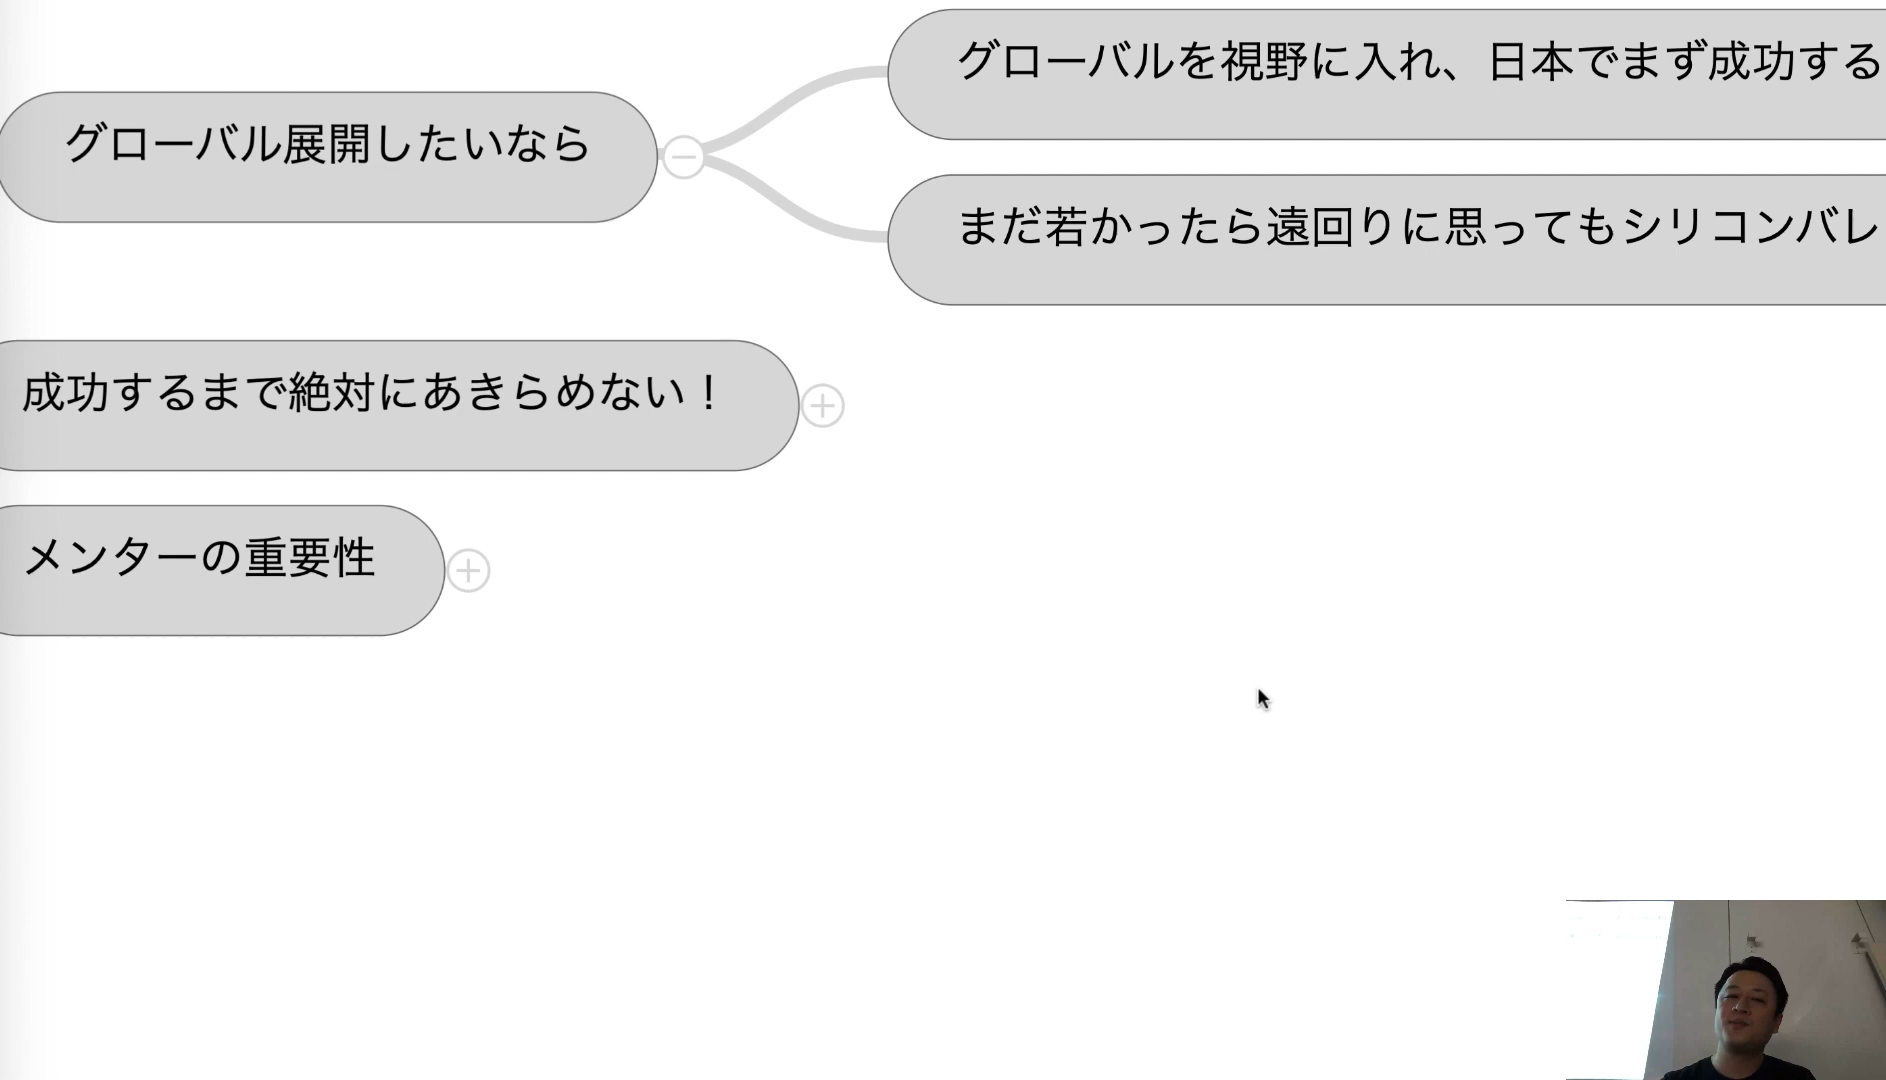 グローバルを視野に入れ、日本でまず成功する
グローバル展開したいなら
まだ若かったら遠回りに思ってもシリコンバレ
成功するまで絶対にあきらめない！
メンターの重要性